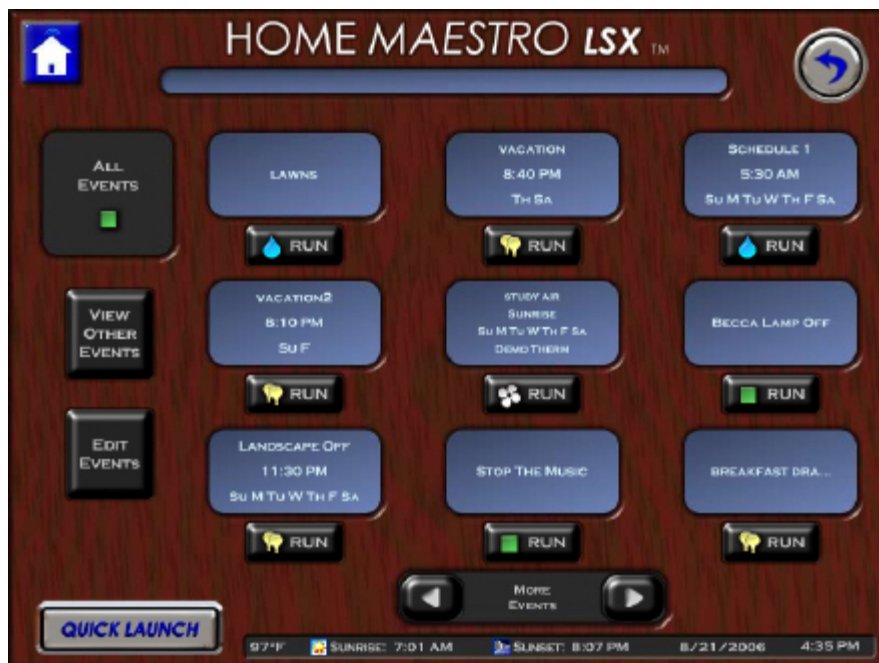 HOME MAESTRO LSX TM
ALL
EVENTS
LAWNS
RUN
VACATION
8:40 PM
TH SA
RUN
SCHEDULE 1
5:30 AM
SU M TU W TH F SA
RUN
VIEW
OTHER
EVENTS
VACATION2
8:10 PM
SU F
RUN
STUDY AIR
SUNRISE
SU M TU W TH F SA
DEMO THERM
RUN
BECCA LAMP OFF
RUN
EDIT
EVENTS
LANDSCAPE OFF
11:30 PM
SU M TU W TH F SA
RUN
STOP THE MUSIC
RUN
BREAKFAST DRA...
RUN
MORE
EVENTS
QUICK LAUNCH
97°F SUNRISE: 7:01 AM SUNSET: 8:07 PM 8/21/2006 4:35 PM